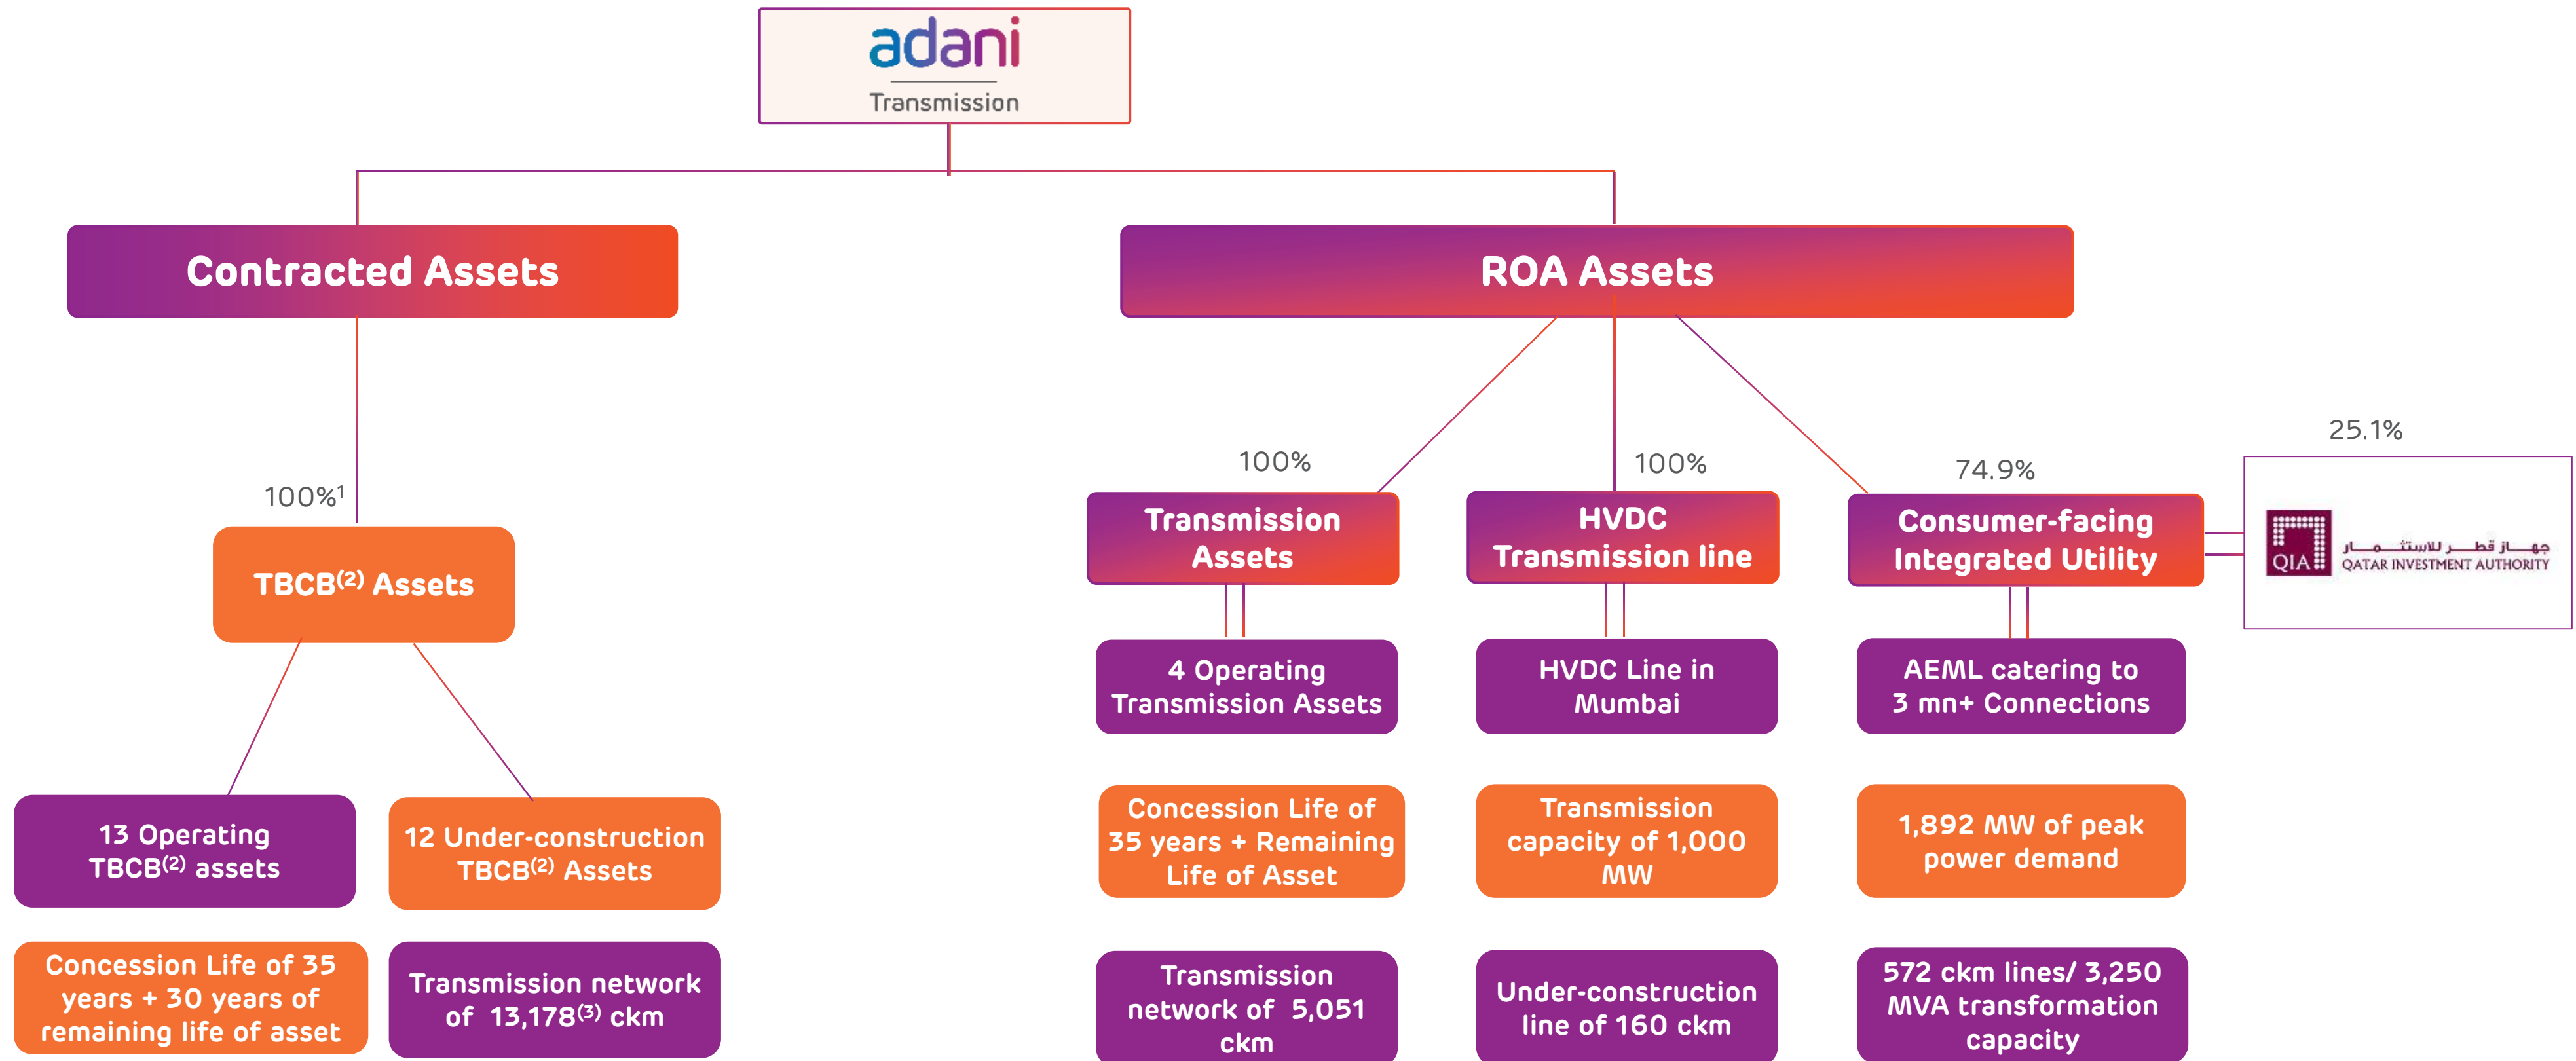 adani
Transmission
Contracted Assets
ROA Assets
100%¹
TBCB⁽²⁾ Assets
13 Operating
TBCB⁽²⁾ assets
12 Under-construction
TBCB⁽²⁾ Assets
Concession Life of 35
years + 30 years of
remaining life of asset
Transmission network
of 13,178⁽³⁾ ckm
100%
Transmission
Assets
4 Operating
Transmission Assets
Concession Life of
35 years + Remaining
Life of Asset
Transmission
network of 5,051
ckm
100%
HVDC
Transmission line
HVDC Line in
Mumbai
Transmission
capacity of 1,000
MW
Under-construction
line of 160 ckm
74.9%
Consumer-facing
Integrated Utility
AEML catering to
3 mn+ Connections
1,892 MW of peak
power demand
572 ckm lines/ 3,250
MVA transformation
capacity
25.1%
QIA
جهاز قطر للاستثمار
QATAR INVESTMENT AUTHORITY